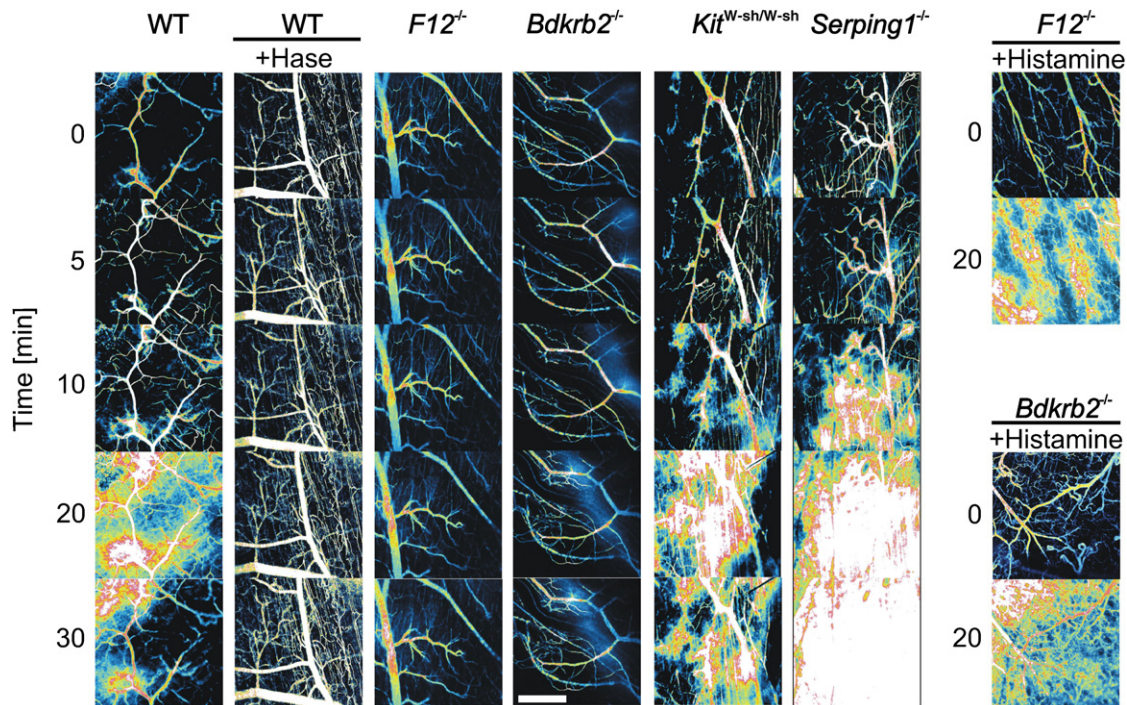 WT
WT
+Hase
F12-/-
Bdkrb2-/-
KitW-sh/W-sh
Serping1-/-
F12-/-
+Histamine
Time [min]
0
5
10
20
30
0
20
Bdkrb2-/-
+Histamine
0
20